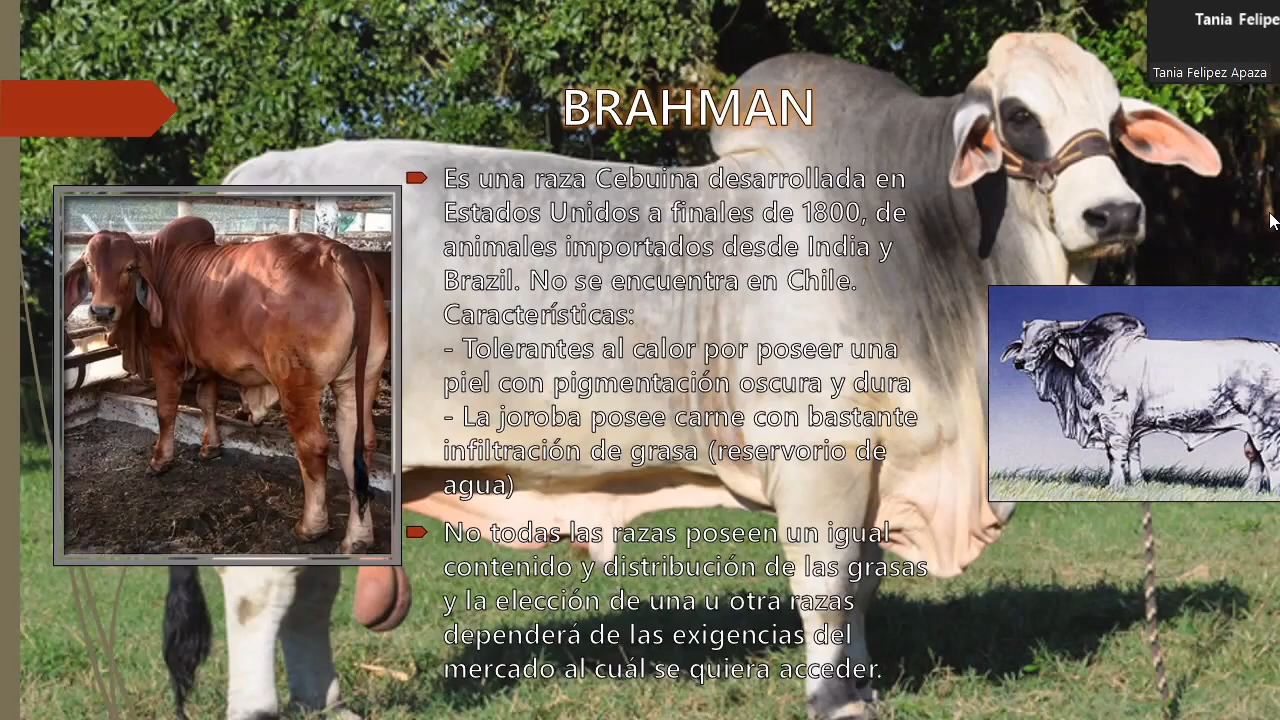 Tania Felipe
Tania Felipez Apaza
BRAHMAN
Es una raza Cebuina desarrollada en
Estados Unidos a finales de 1800, de
animales importados desde India y
Brazil. No se encuentra en Chile.
Características:
- Tolerantes al calor por poseer una
piel con pigmentación oscura y dura
- La joroba posee carne con bastante
infiltración de grasa (reservorio de
agua)
No todas las razas poseen un igual
contenido y distribución de las grasas
y la elección de una u otra razas
dependerá de las exigencias del
mercado al cuál se quiera acceder.